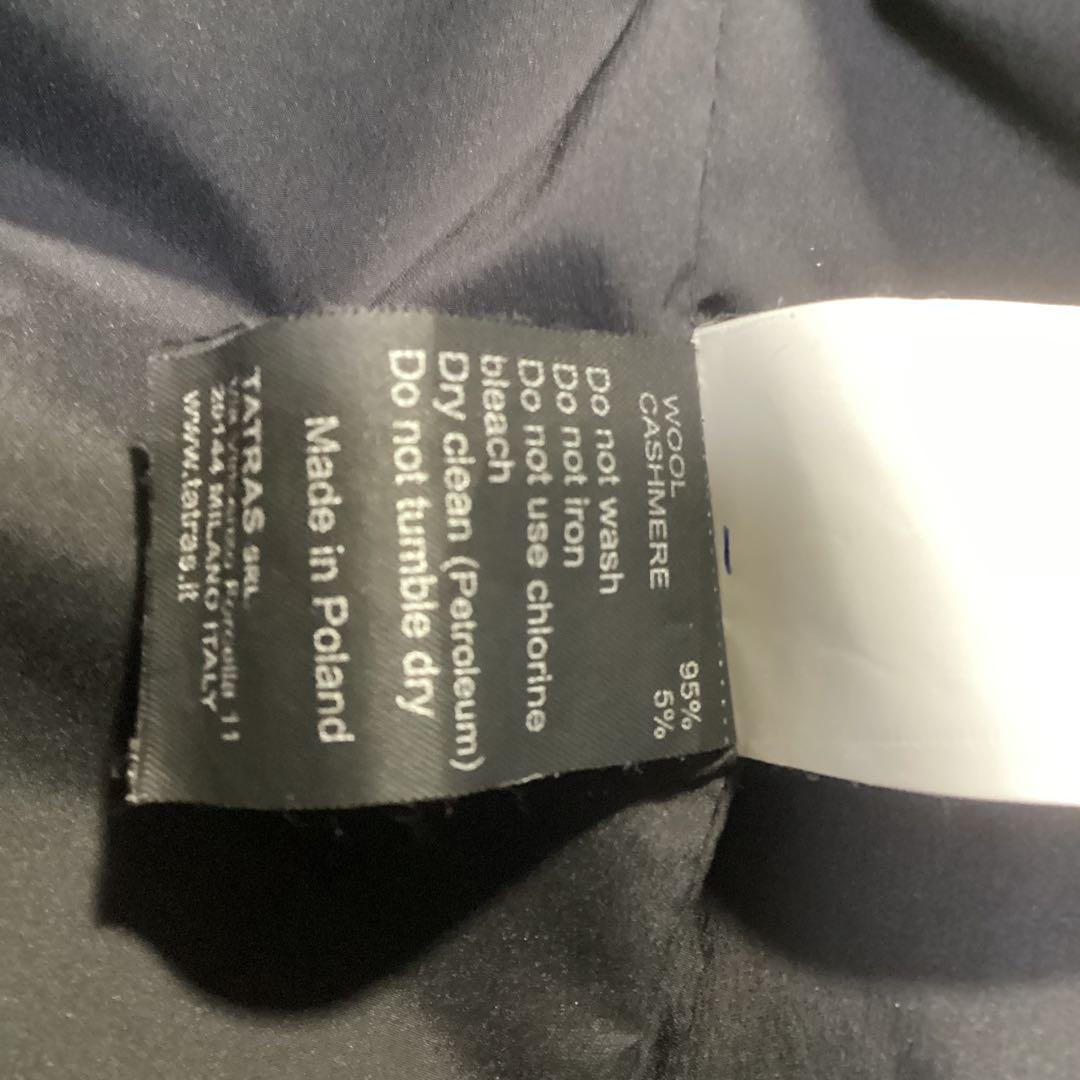 WOOL 95%
CASHMERE 5%
Do not wash
Do not iron
Do not use chlorine
bleach
Dry clean (Petroleum)
Do not tumble dry
Made in Poland
TATRAS SRL
11
20144 MILANO ITALY
www.tatras.it